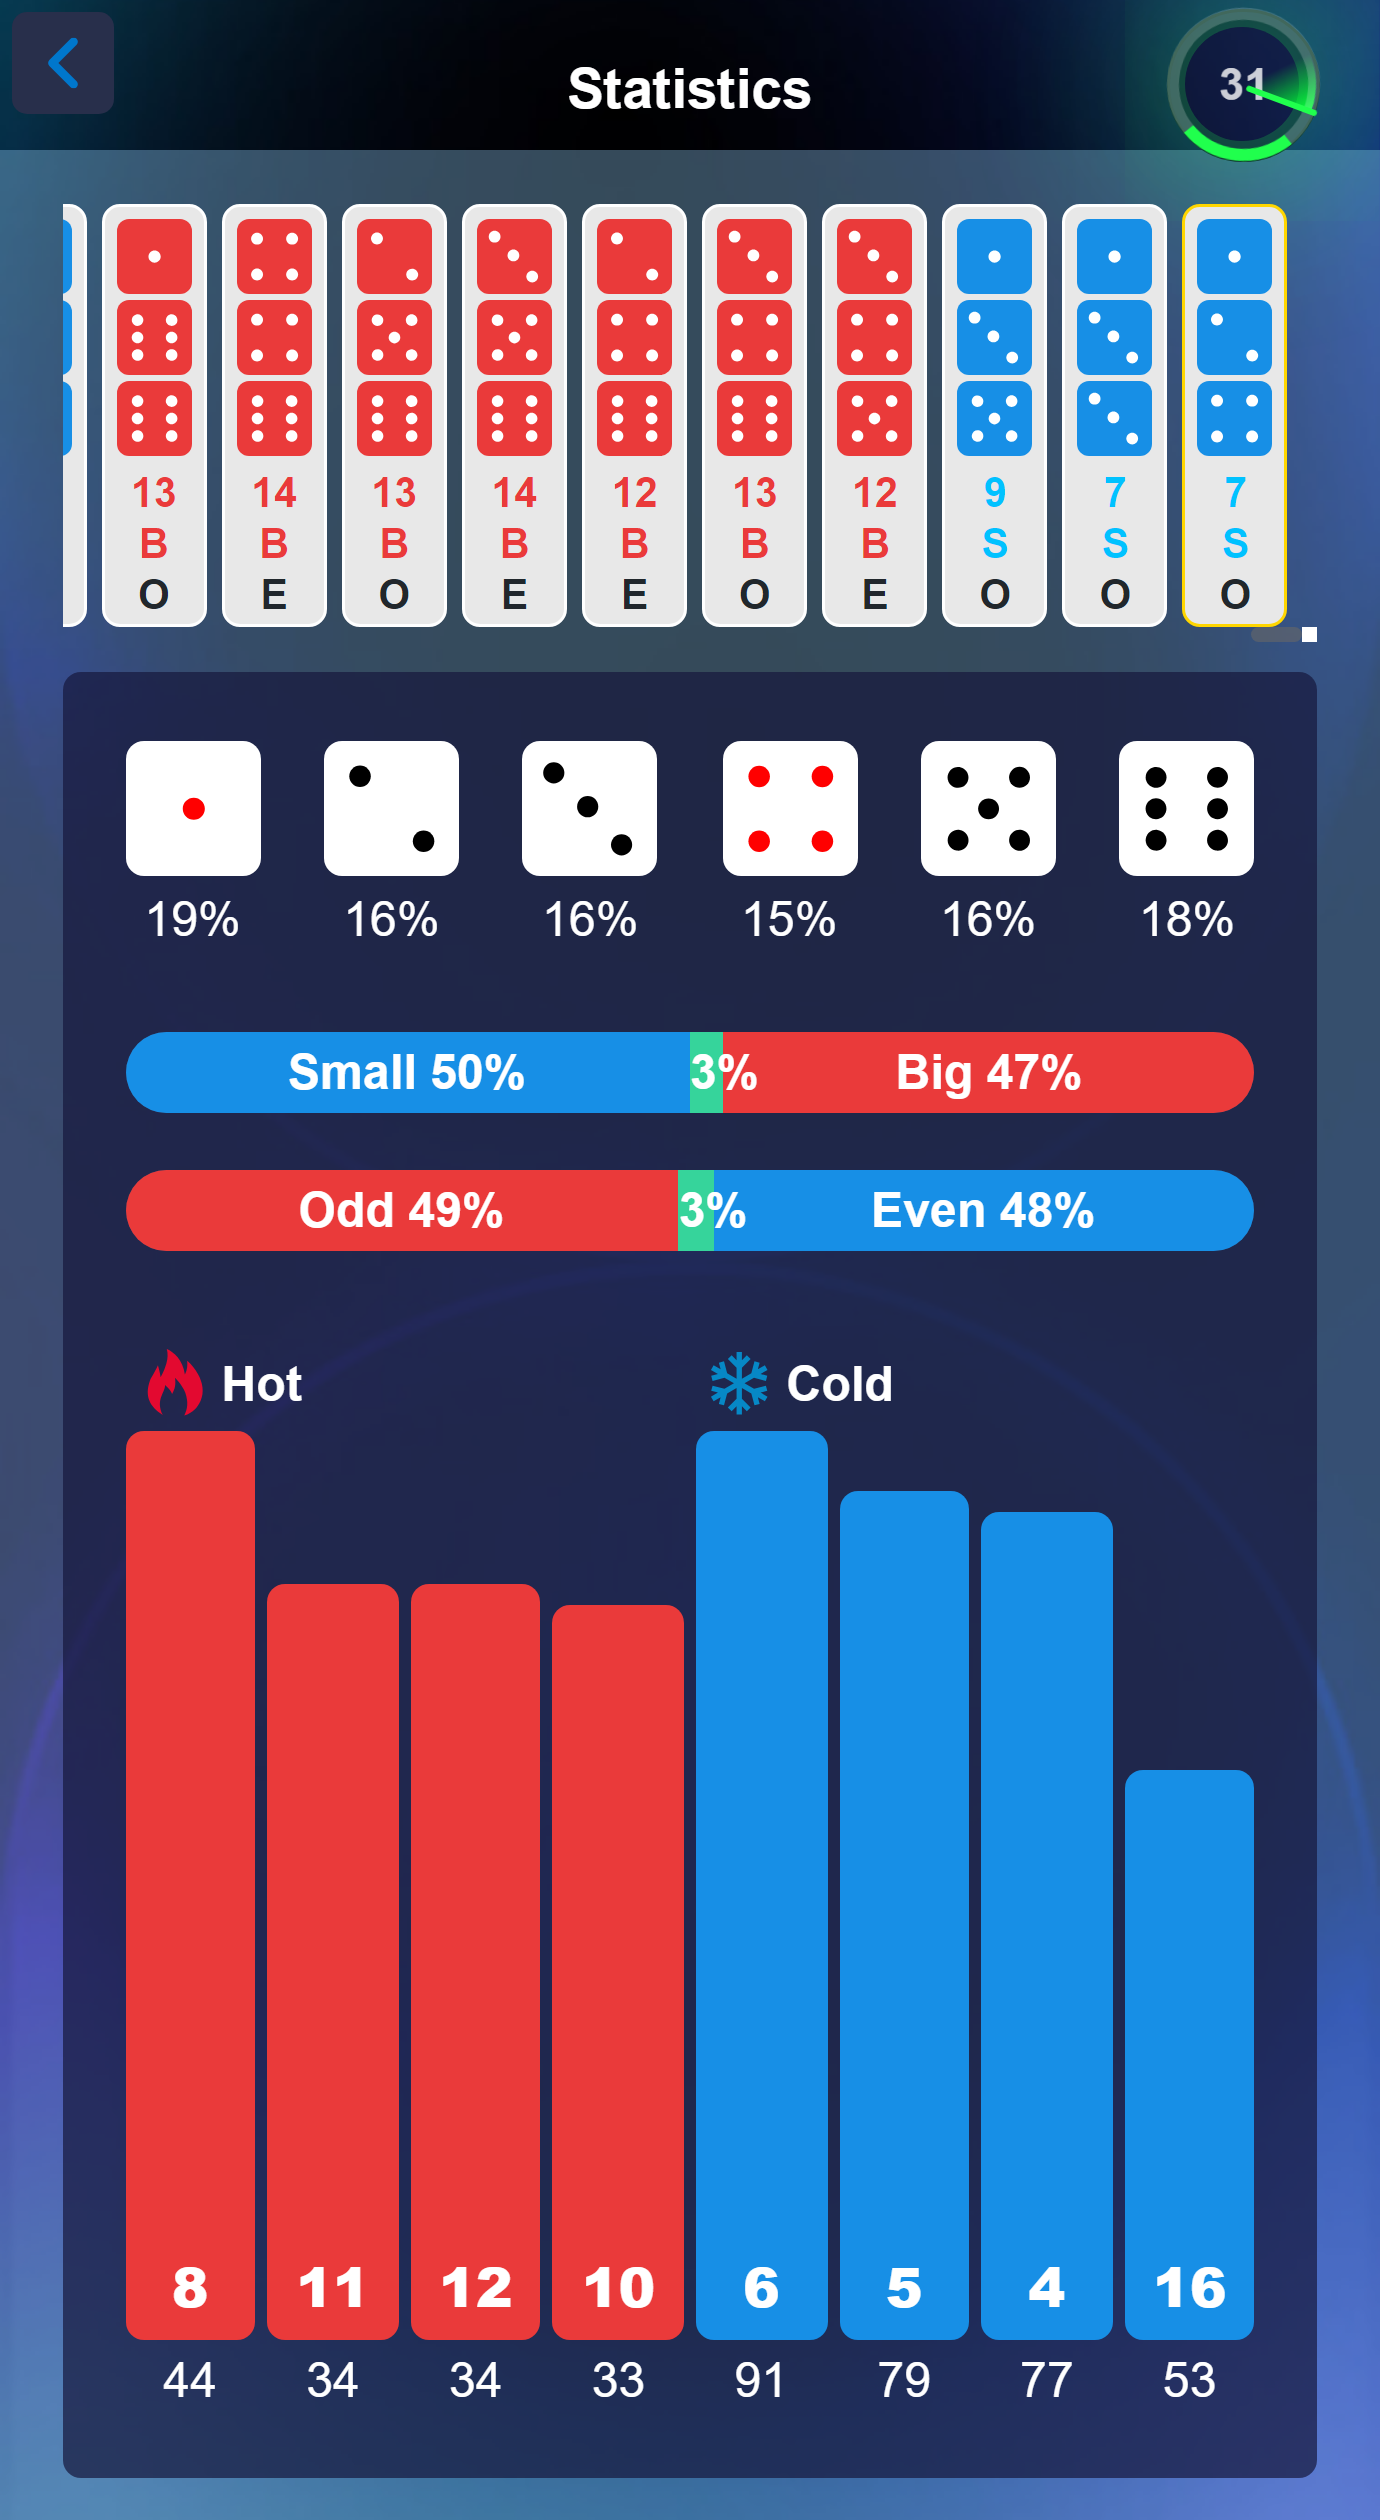 Statistics
31
13 14 13 14 12 13 12 9 7 7
B B B B B B B S S S
O E O E E O E O O O
19% 16% 16% 15% 16% 18%
Small 50% 3% Big 47%
Odd 49% 3% Even 48%
Hot Cold
8 11 12 10 6 5 4 16
44 34 34 33 91 79 77 53